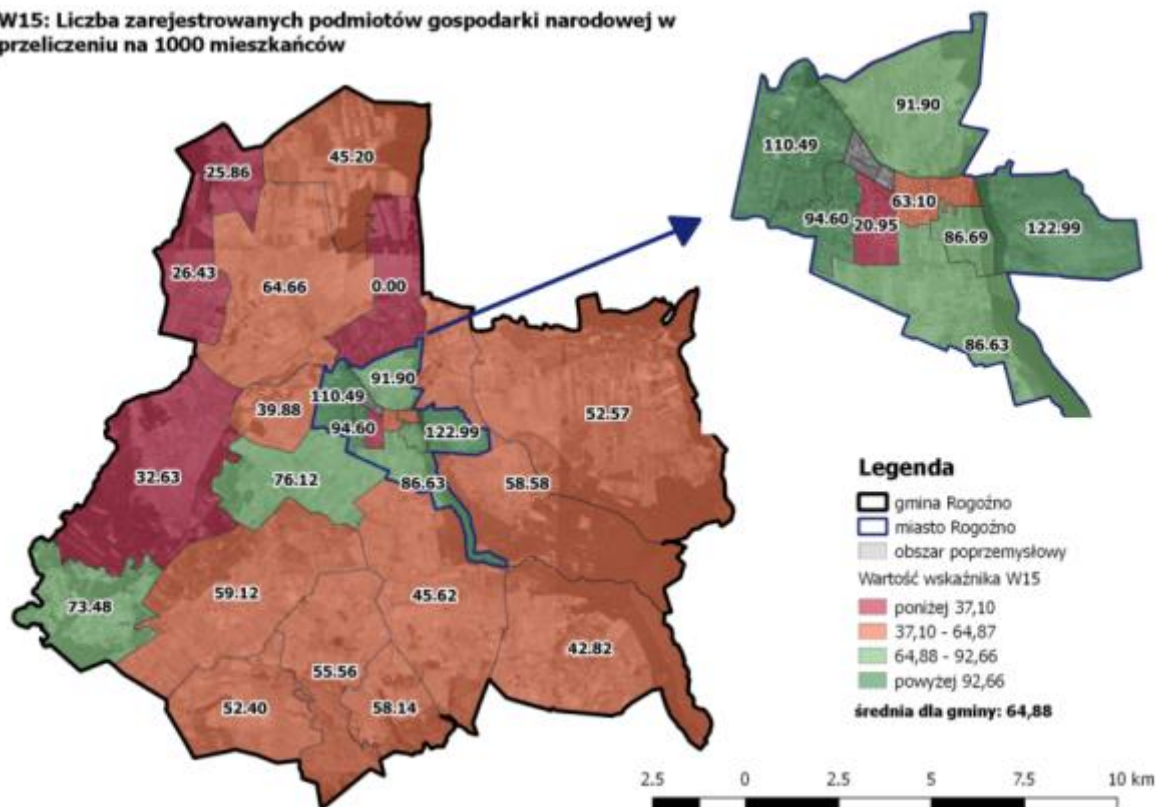 W15: Liczba zarejestrowanych podmiotów gospodarki narodowej w
przeliczeniu na 1000 mieszkańców
91.90
110.49
63.10
94.60
20.95
86.69
122.99
86.63
45.20
25.86
26.43
64.66
0.00
91.90
110.49
39.88
94.60
122.99
52.57
32.63
76.12
86.63
58.58
73.48
59.12
45.62
42.82
55.56
52.40
58.14
Legenda
gmina Rogoźno
miasto Rogoźno
obszar poprzemysłowy
Wartość wskaźnika W15
poniżej 37,10
37,10 - 64,87
64,88 - 92,66
powyżej 92,66
średnia dla gminy: 64,88
2.5 0 2.5 5 7.5 10 km